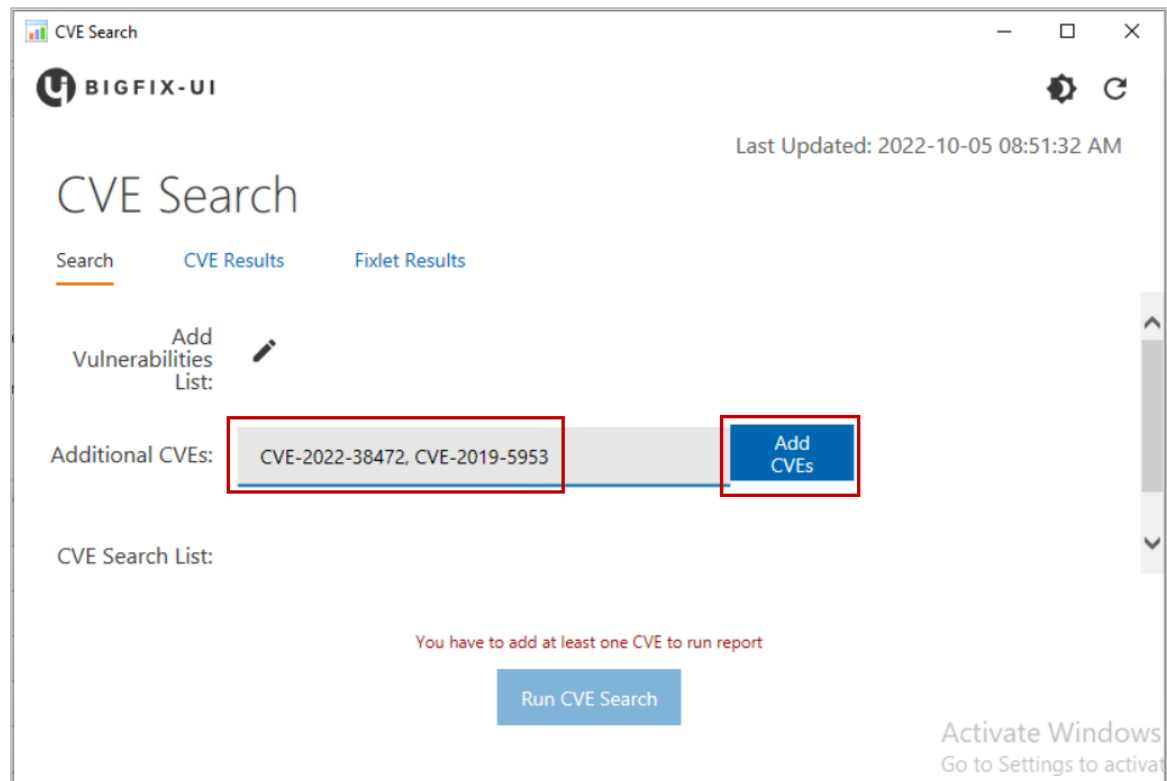 CVE Search
BIGFIX-UI
Last Updated: 2022-10-05 08:51:32 AM
CVE Search
Search CVE Results Fixlet Results
Add
Vulnerabilities
List:
Additional CVEs: CVE-2022-38472, CVE-2019-5953 Add
CVEs
CVE Search List:
You have to add at least one CVE to run report
Run CVE Search
Activate Windows
Go to Settings to activat